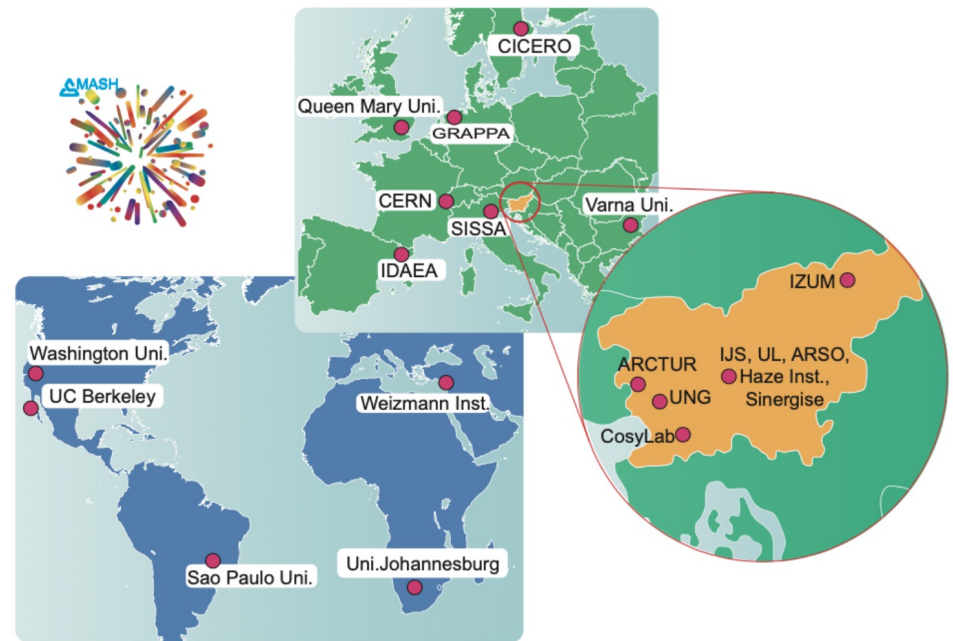 SMASH
CICERO
Queen Mary Uni.
GRAPPA
CERN
SISSA
Varna Uni.
IDAEA
IZUM
Washington Uni.
UC Berkeley
Weizmann Inst.
ARCTUR
IJS, UL, ARSO,
Haze Inst.,
Sinergise
UNG
CosyLab
Uni.Johannesburg
Sao Paulo Uni.